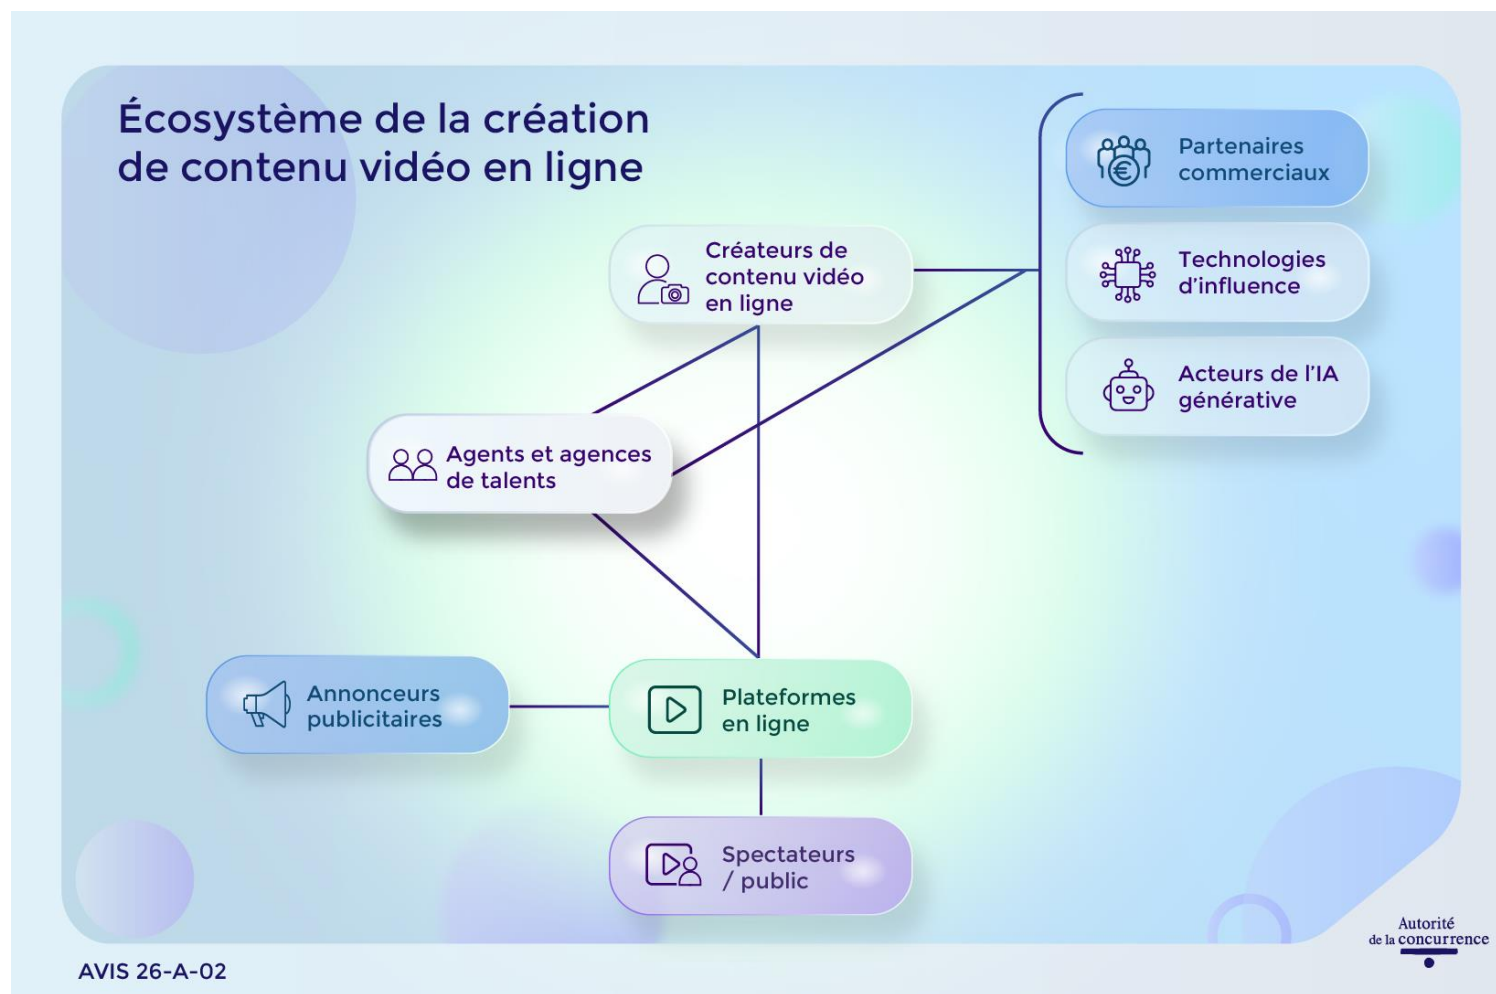 Écosystème de la création
de contenu vidéo en ligne
Partenaires
commerciaux
Technologies
d'influence
Acteurs de l'IA
générative
Créateurs de
contenu vidéo
en ligne
Agents et agences
de talents
Annonceurs
publicitaires
Plateformes
en ligne
Spectateurs
/ public
Autorité
de la concurrence
AVIS 26-A-02